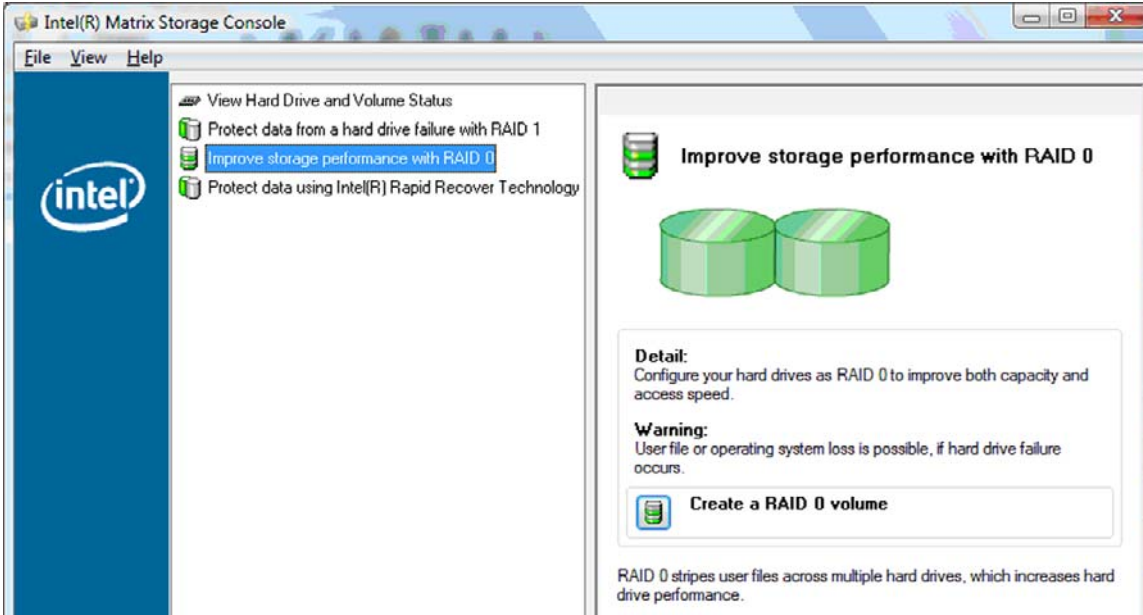 Intel(R) Matrix Storage Console
File View Help
intel
View Hard Drive and Volume Status
Protect data from a hard drive failure with RAID 1
Improve storage performance with RAID 0
Protect data using Intel(R) Rapid Recover Technology
Improve storage performance with RAID 0
Detail:
Configure your hard drives as RAID 0 to improve both capacity and
access speed.
Warning:
User file or operating system loss is possible, if hard drive failure
occurs.
Create a RAID 0 volume
RAID 0 stripes user files across multiple hard drives, which increases hard
drive performance.